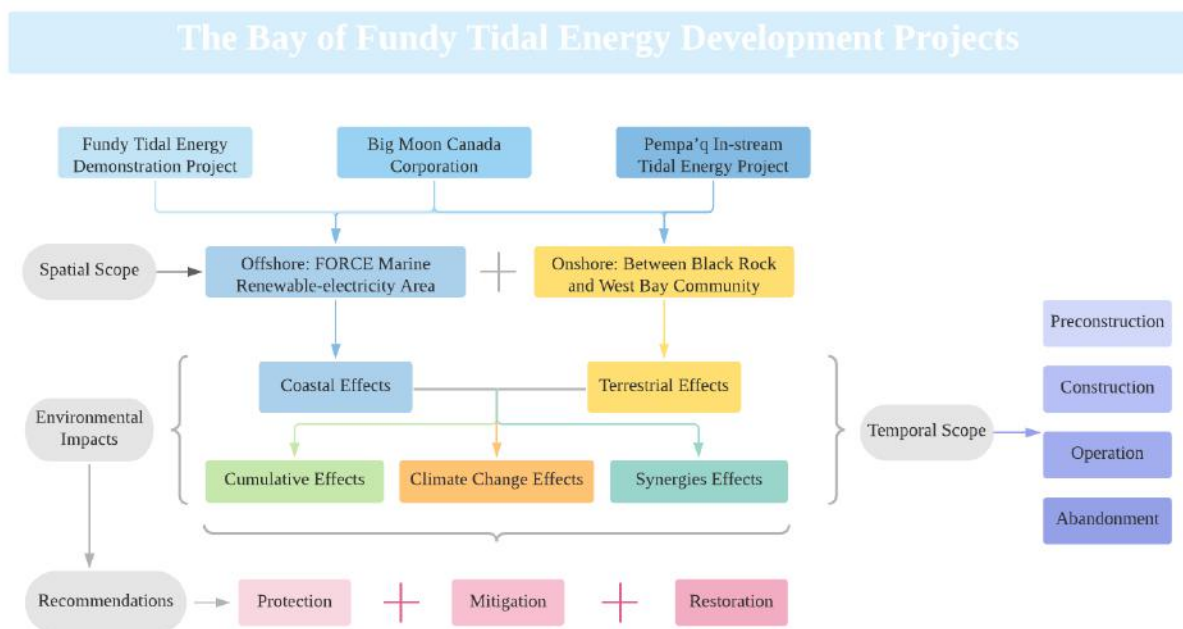 The Bay of Fundy Tidal Energy Development Projects
Fundy Tidal Energy
Demonstration Project
Big Moon Canada
Corporation
Pempa’q In-stream
Tidal Energy Project
Spatial Scope
Offshore: FORCE Marine
Renewable-electricity Area
Onshore: Between Black Rock
and West Bay Community
Coastal Effects
Terrestrial Effects
Environmental
Impacts
Cumulative Effects
Climate Change Effects
Synergies Effects
Temporal Scope
Preconstruction
Construction
Operation
Abandonment
Recommendations
Protection
Mitigation
Restoration